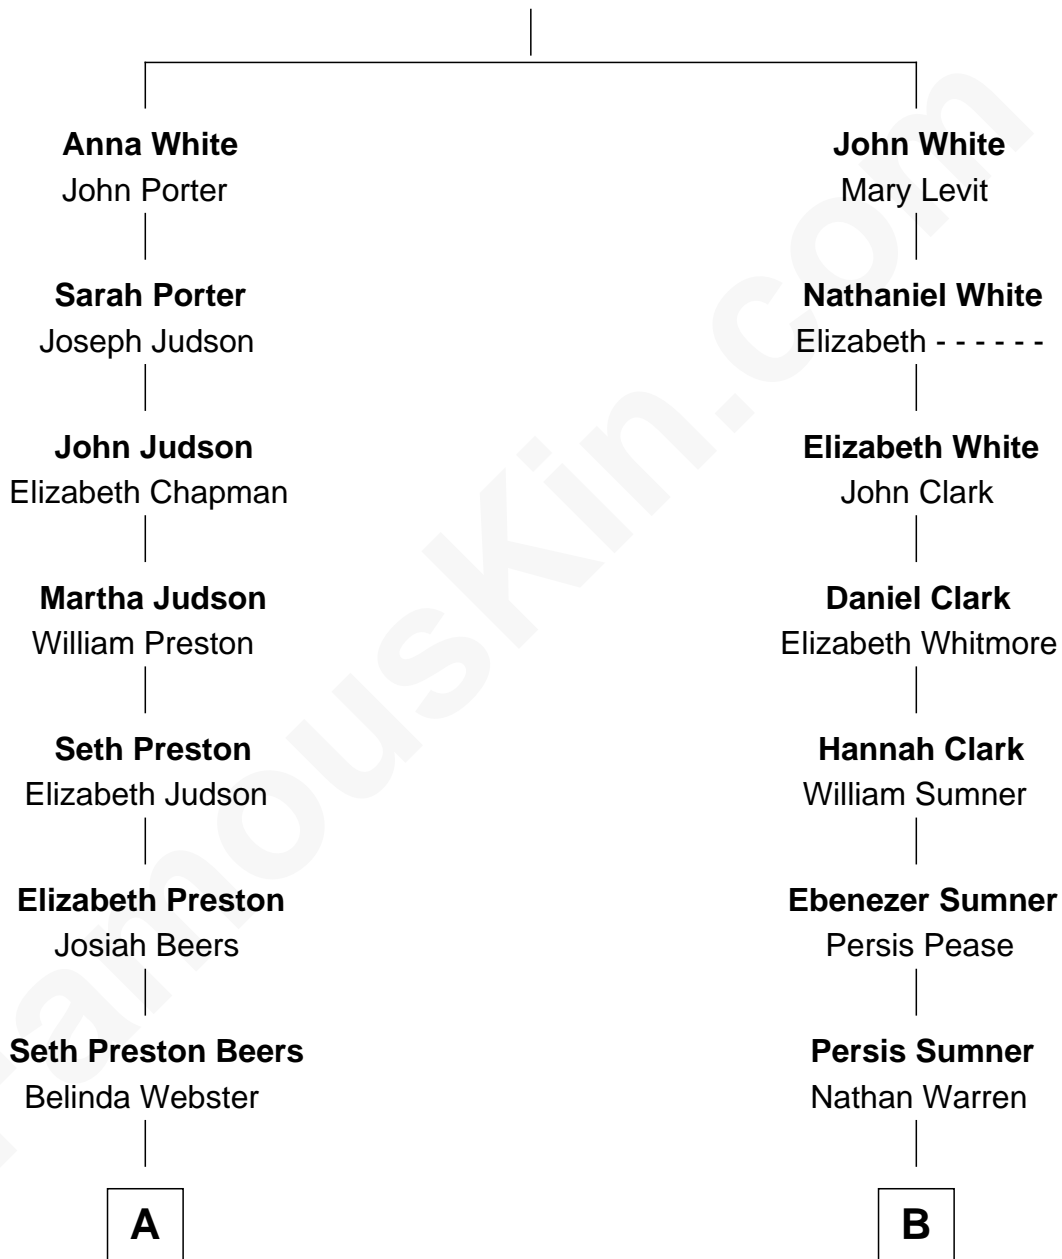 Anna White
John Porter
Sarah Porter
Joseph Judson
John Judson
Elizabeth Chapman
Martha Judson
William Preston
Seth Preston
Elizabeth Judson
Elizabeth Preston
Josiah Beers
Seth Preston Beers
Belinda Webster
A
John White
Mary Levit
Nathaniel White
Elizabeth - - - - - -
Elizabeth White
John Clark
Daniel Clark
Elizabeth Whitmore
Hannah Clark
William Sumner
Ebenezer Sumner
Persis Pease
Persis Sumner
Nathan Warren
B
FamousKin.com